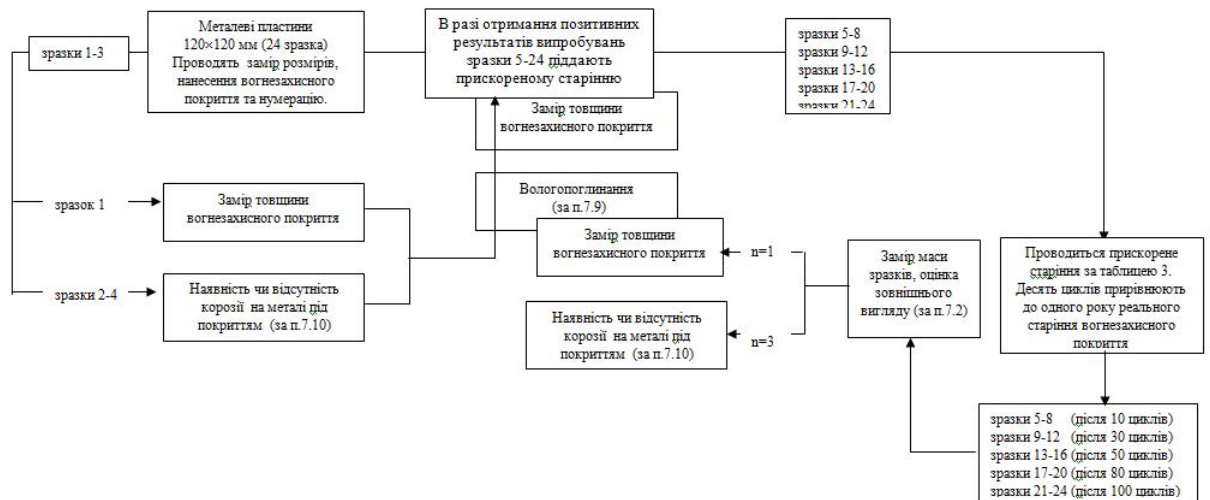 зразки 1-3
Металеві пластини
120×120 мм (24 зразка)
Проводять замір розмірів,
нанесення вогнезахисного
покриття та нумерацію.
В разі отримання позитивних
результатів випробувань
зразки 5-24 піддають
прискореному старінню
зразки 5-8
зразки 9-12
зразки 13-16
зразки 17-20
зразки 21-24
Замір товщини
вогнезахисного покриття
зразок 1
Замір товщини
вогнезахисного покриття
Вологопоглинання
(за п.7.9)
Замір товщини
вогнезахисного покриття
n=1
Замір маси
зразків, оцінка
зовнішнього
вигляду (за п.7.2)
Проводиться прискорене
старіння за таблицею 3.
Десять циклів прирівнюють
до одного року реального
старіння вогнезахисного
покриття
зразки 2-4
Наявність чи відсутність
корозії на металі під
покриттям (за п.7.10)
Наявність чи відсутність
корозії на металі під
покриттям (за п.7.10)
n=3
зразки 5-8 (після 10 циклів)
зразки 9-12 (після 30 циклів)
зразки 13-16 (після 50 циклів)
зразки 17-20 (після 80 циклів)
зразки 21-24 (після 100 циклів)